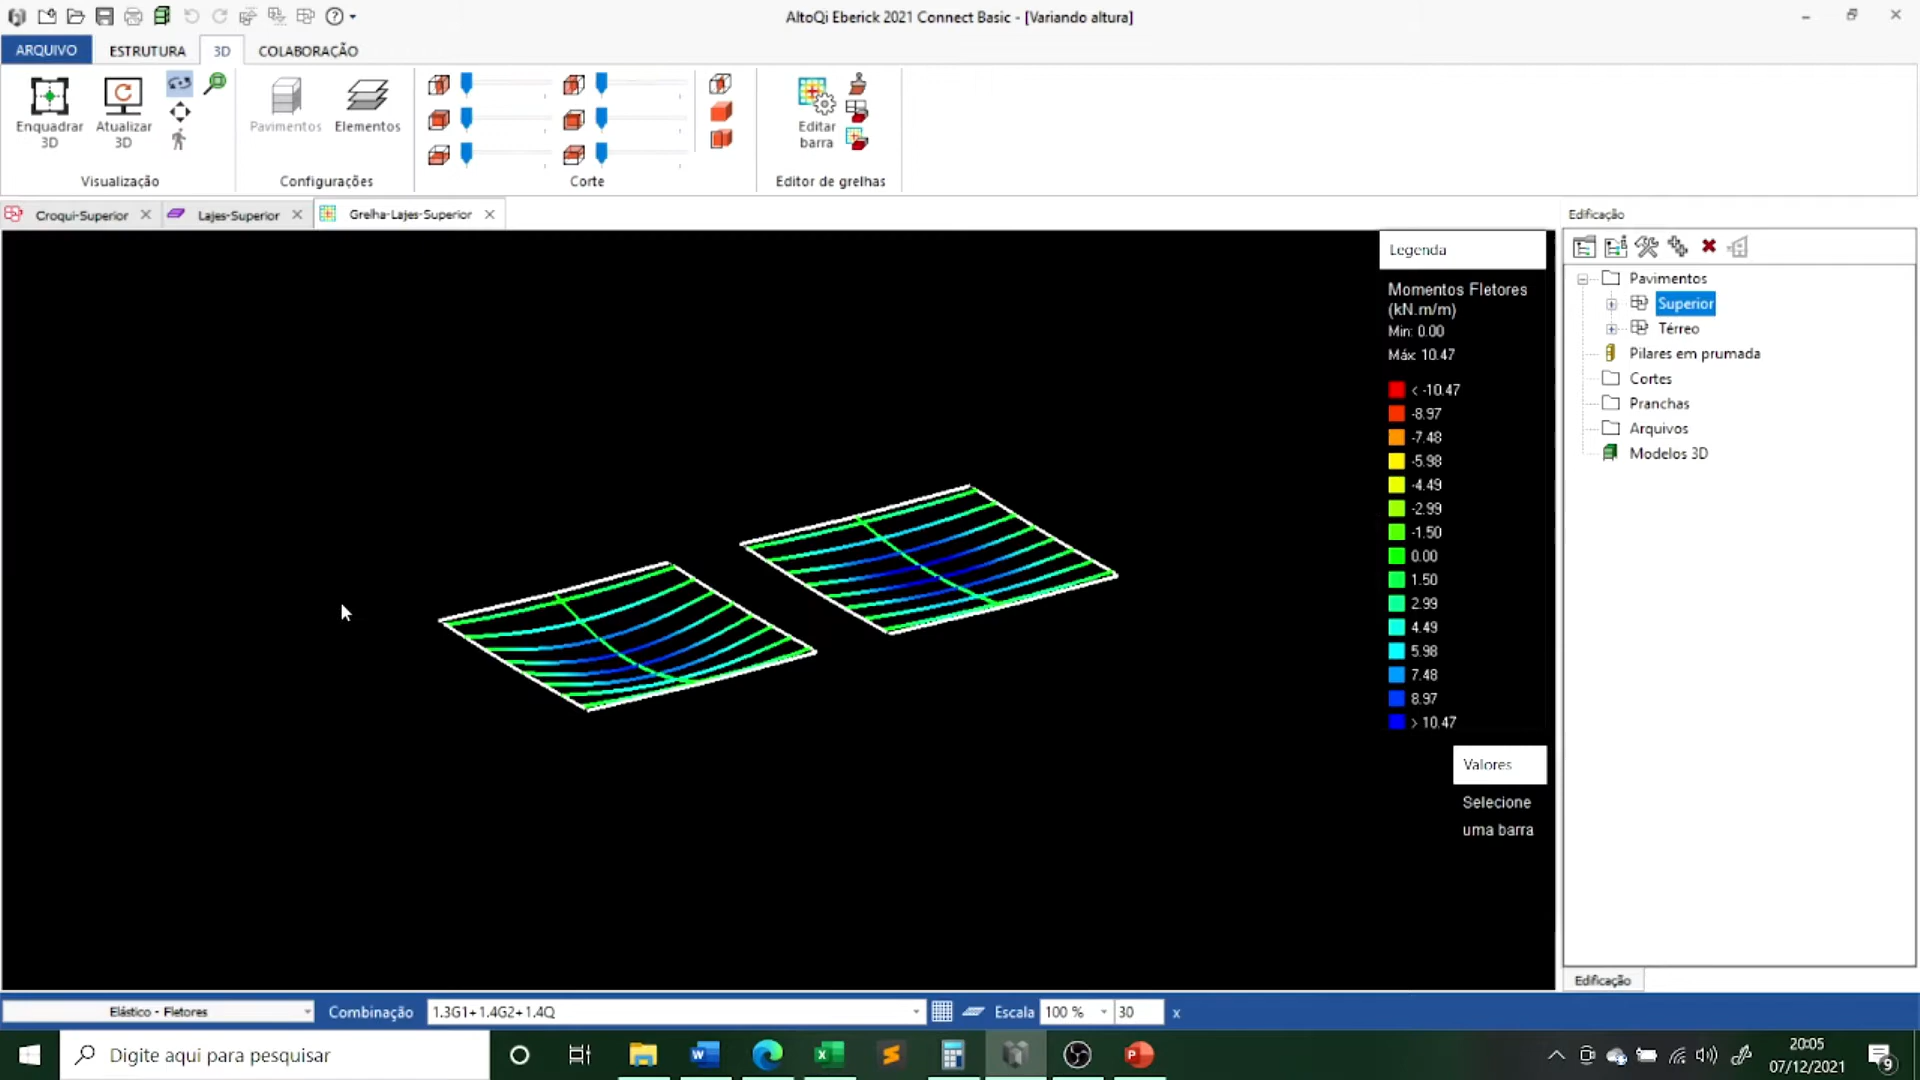 AltoQi Eberick 2021 Connect Basic - [Variando altura]
ARQUIVO ESTRUTURA 3D COLABORAÇÃO
Enquadrar 3D
Atualizar 3D
Pavimentos
Elementos
Editar barra
Visualização Configurações Corte Editor de grelhas
Croqui-Superior Lajes-Superior Grelha-Lajes-Superior
Legenda
Momentos Fletores
(kN.m/m)
Min: 0.00
Máx: 10.47
< -10.47
-8.97
-7.48
-5.98
-4.49
-2.99
-1.50
0.00
1.50
2.99
4.49
5.98
7.48
8.97
> 10.47
Valores
Selecione
uma barra
Edificação
Pavimentos
Superior
Térreo
Pilares em prumada
Cortes
Pranchas
Arquivos
Modelos 3D
Edificação
Elástico - Fletores Combinação 1.3G1+1.4G2+1.4Q Escala 100 % 30 x
Digite aqui para pesquisar
20:05
07/12/2021
9